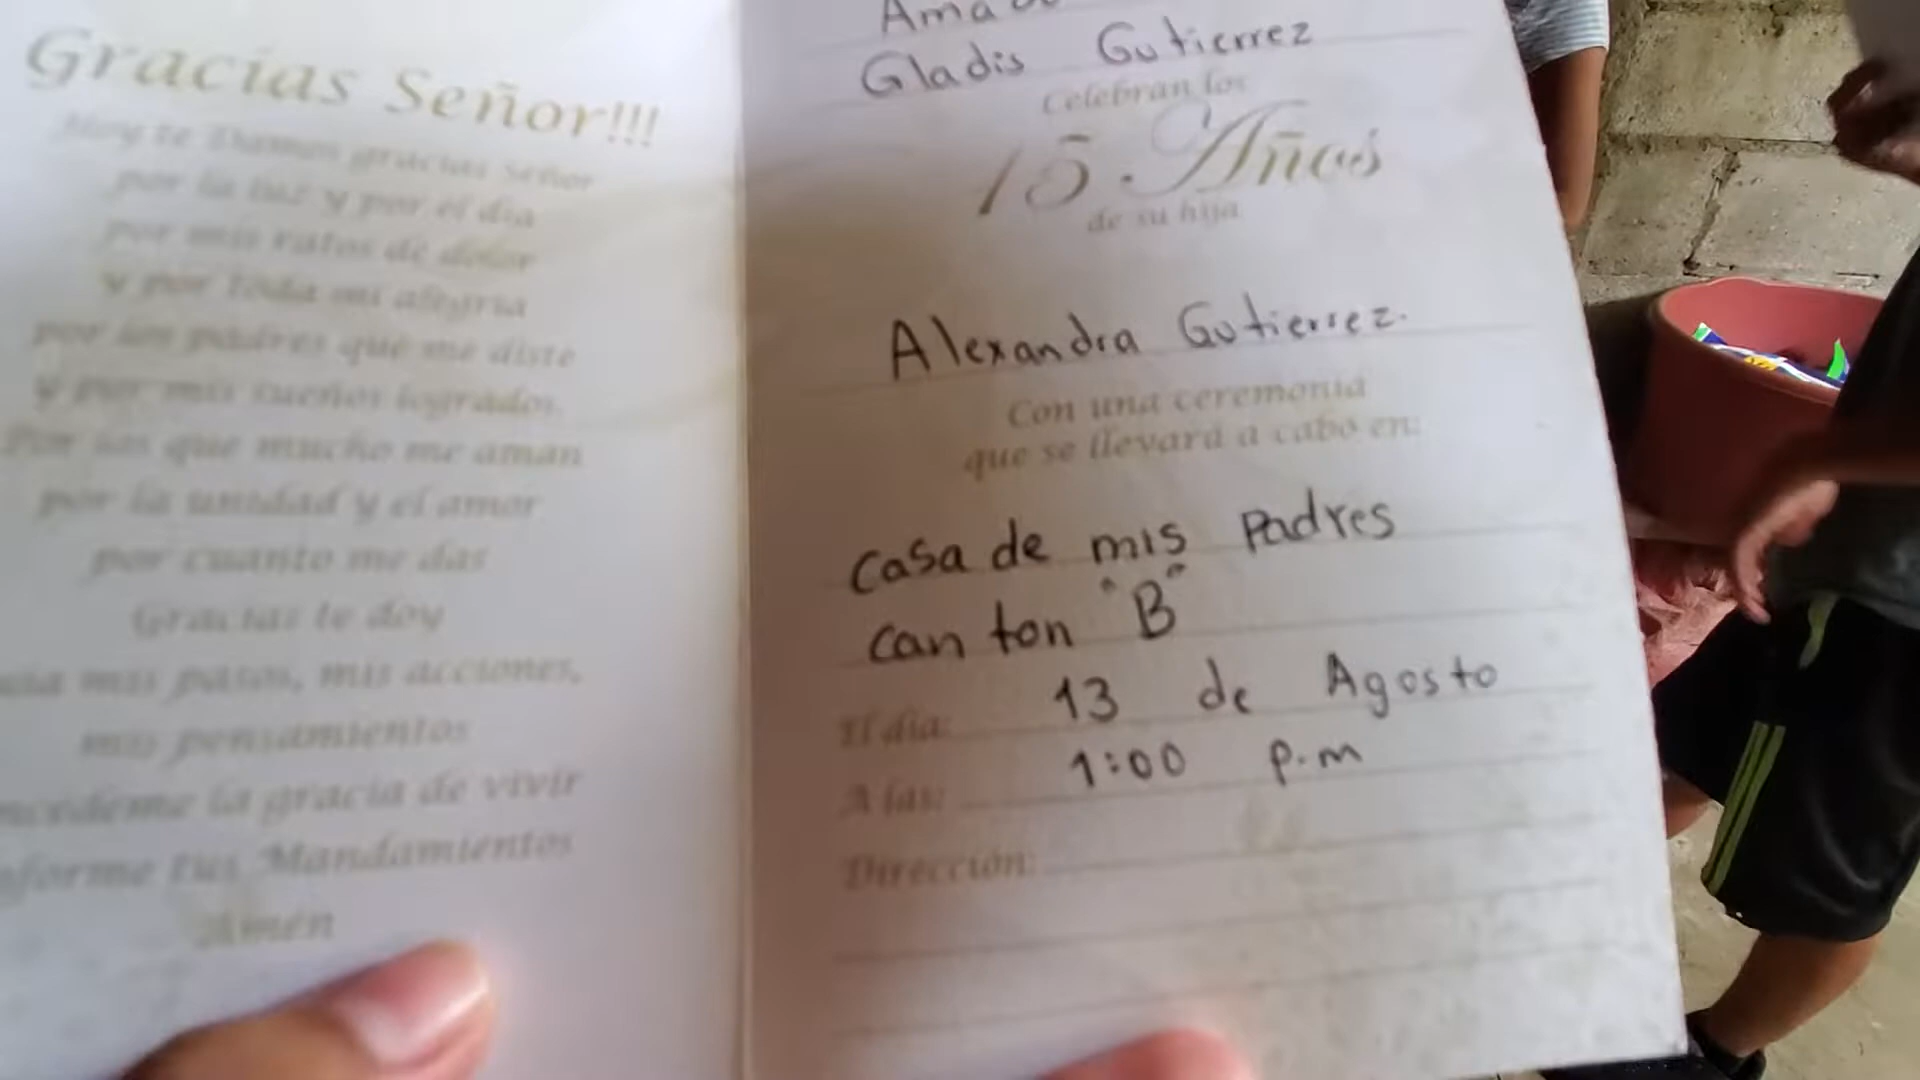 Gracias Señor!!!
Hoy te Damos gracias Señor
por la luz y por el dia
por mis ratos de dolor
y por toda mi alegria
por los padres que me diste
y por mis sueños logrados.
Por los que mucho me aman
por la unidad y el amor
por cuanto me das
Gracias te doy
mis pasos, mis acciones,
mis pensamientos
la gracia de vivir
tus Mandamientos
Amén
Gladis Gutierrez
Celebran los
15 Años
de su hija
Alexandra Gutierrez.
Con una ceremonia
que se llevará a cabo en:
casa de mis Padres
canton "B"
El día: 13 de Agosto
A las: 1:00 p.m
Dirección: